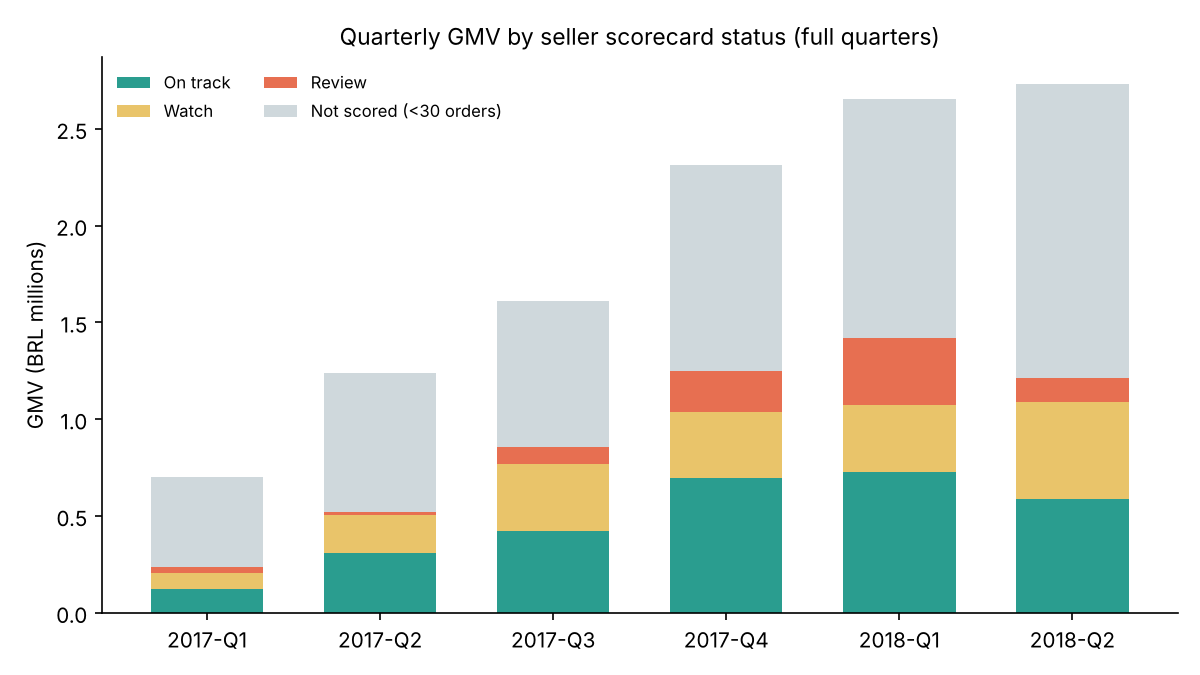 Quarterly GMV by seller scorecard status (full quarters)
On track
Review
Watch
Not scored (<30 orders)
GMV (BRL millions)
2.5
2.0
1.5
1.0
0.5
0.0
2017-Q1
2017-Q2
2017-Q3
2017-Q4
2018-Q1
2018-Q2